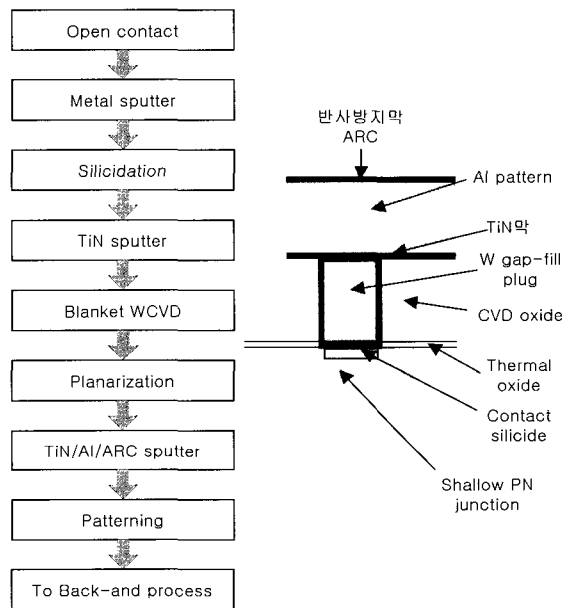 Open contact
Metal sputter
Silicidation
TiN sputter
Blanket WCVD
Planarization
TiN/Al/ARC sputter
Patterning
To Back-and process
반사방지막
ARC
Al pattern
TiN막
W gap-fill
plug
CVD oxide
Thermal
oxide
Contact
silicide
Shallow PN
junction